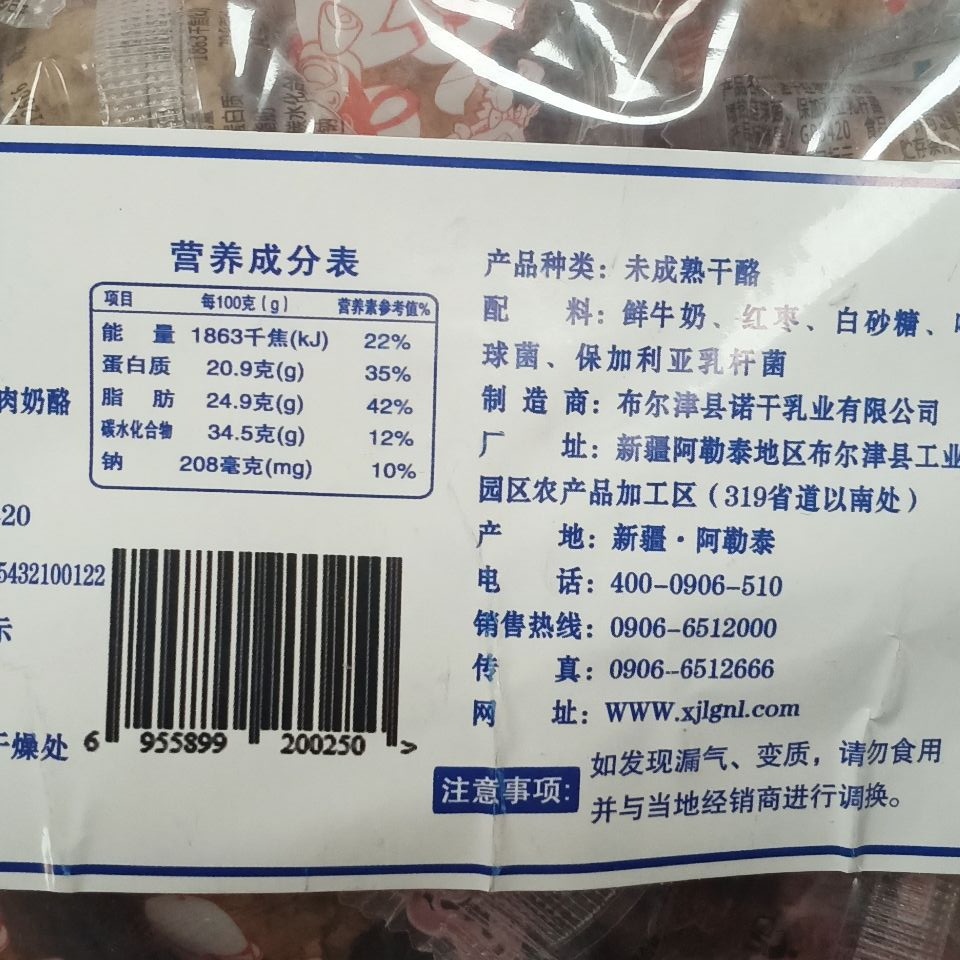 营养成分表
项目 每100克(g) 营养素参考值%
能 量 1863千焦(kJ) 22%
蛋白质 20.9克(g) 35%
脂 肪 24.9克(g) 42%
碳水化合物 34.5克(g) 12%
钠 208毫克(mg) 10%
肉奶酪
420
5432100122
示
干燥处
6 955899 200250 >
产品种类：未成熟干酪
配 料：鲜牛奶、红枣、白砂糖、
球菌、保加利亚乳杆菌
制 造 商：布尔津县诺干乳业有限公司
厂 址：新疆阿勒泰地区布尔津县工业
园区农产品加工区（319省道以南处）
产 地：新疆·阿勒泰
电 话：400-0906-510
销售热线：0906-6512000
传 真：0906--6512666
网 址：WWW.xjlgnl.com
注意事项:
如发现漏气、变质，请勿食用
并与当地经销商进行调换。